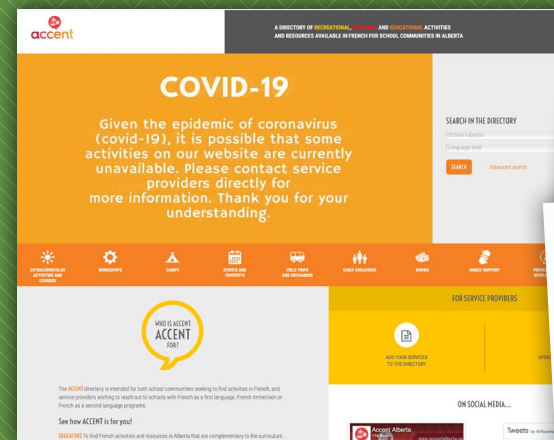 accent
A DIRECTORY OF RECREATIONAL, CULTURAL AND EDUCATIONAL ACTIVITIES
AND RESOURCES AVAILABLE IN FRENCH FOR SCHOOL COMMUNITIES IN ALBERTA
COVID-19
Given the epidemic of coronavirus
(covid-19), it is possible that some
activities on our website are currently
unavailable. Please contact service
providers directly for
more information. Thank you for your
understanding.
SEARCH IN THE DIRECTORY
School subjects
Language level
SEARCH
Advanced search
EXTRACURRICULAR
ACTIVITIES AND
COURSES
WORKSHOPS
CAMPS
EVENTS AND
CONTESTS
FIELD TRIPS
AND EXCHANGES
EARLY CHILDHOOD
SHOWS
FAMILY SUPPORT
WHO IS ACCENT
ACCENT
FOR?
The ACCENT directory is intended for both school communities seeking to find activities in French, and
service providers wishing to reach out to schools with French as a first language, French immersion or
French as a second language programs.
See how ACCENT is for you!
EDUCATORS To find French activities and resources in Alberta that are complementary to the curriculum.
FOR SERVICE PROVIDERS
ADD YOUR SERVICES
TO THE DIRECTORY
ON SOCIAL MEDIA...
Accent Alberta
Tweets